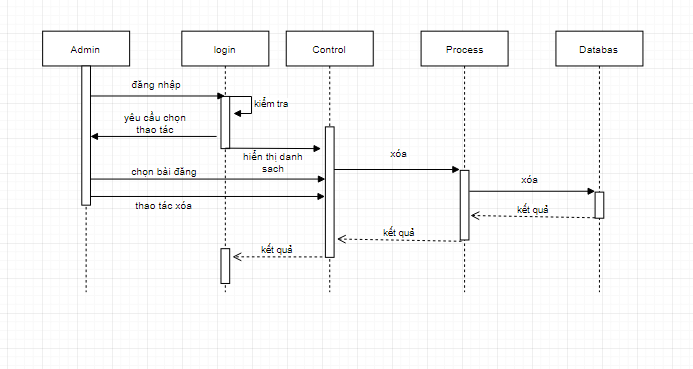 Admin
login
Control
Process
Databas
đăng nhập
kiểm tra
yêu cầu chọn
thao tác
hiển thị danh
sach
xóa
chọn bài đăng
xóa
thao tác xóa
kết quả
kết quả
kết quả